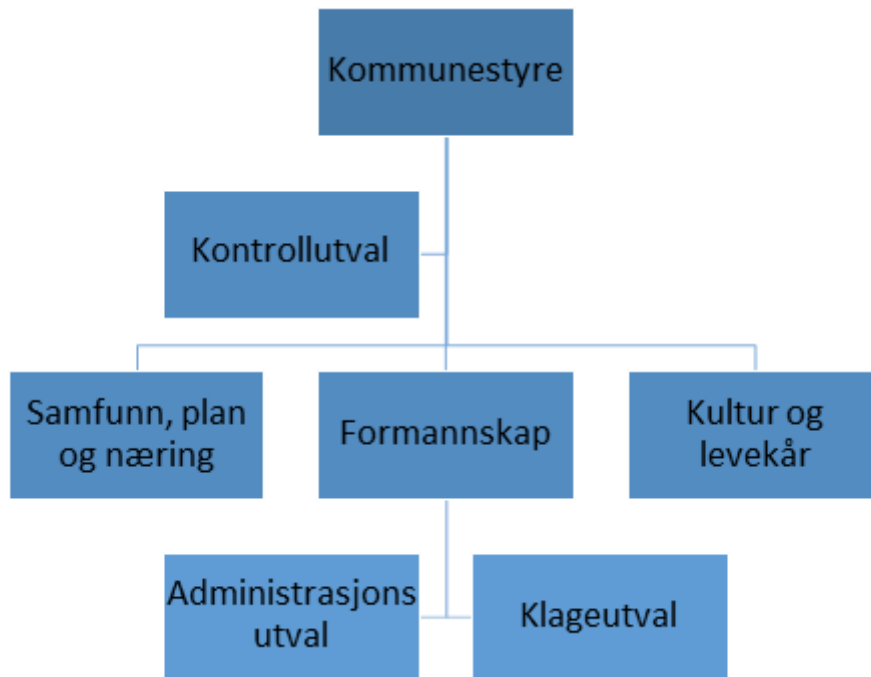 Kommunestyre
Kontrollutval
Samfunn, plan
og næring
Formannskap
Kultur og
levekår
Administrasjons
utval
Klageutval